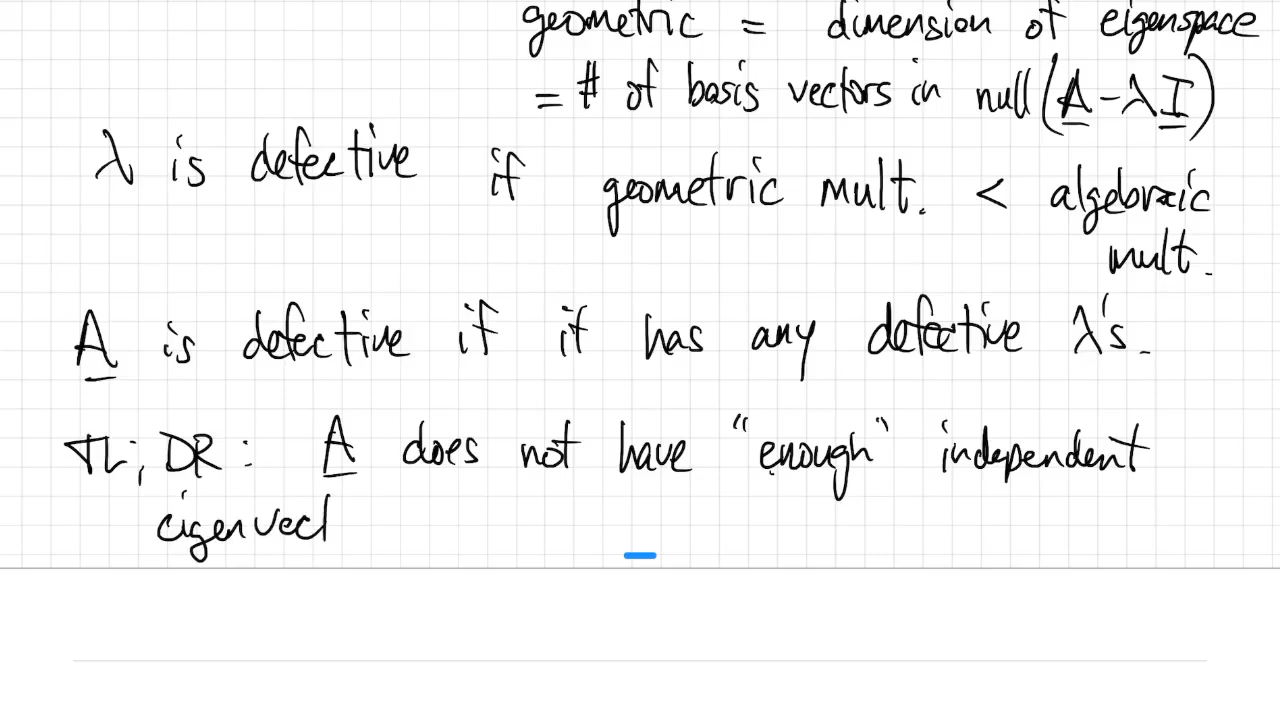 geometric = dimension of eigenspace
= # of basis vectors in null(A - λI)
λ is defective if geometric mult. < algebraic
mult.
A is defective if it has any defective λ's.
TL;DR: A does not have "enough" independent
eigenvect